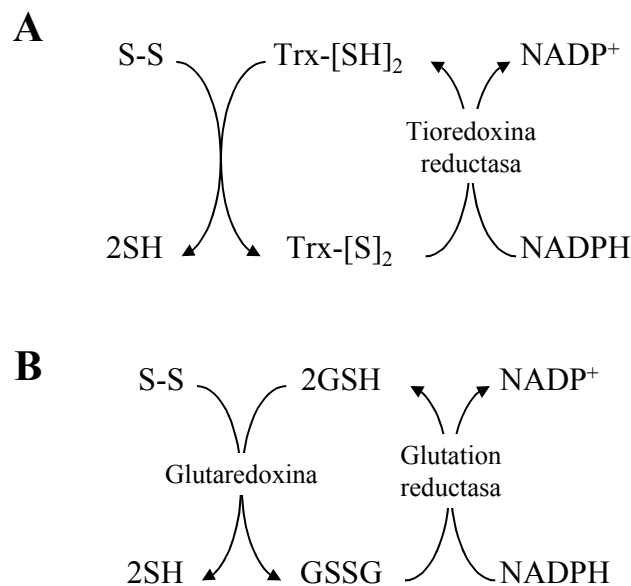 A
S-S Trx-[SH]₂ NADP⁺
Tioredoxina
reductasa
2SH Trx-[S]₂ NADPH
B
S-S 2GSH NADP⁺
Glutaredoxina
Glutation
reductasa
2SH GSSG NADPH